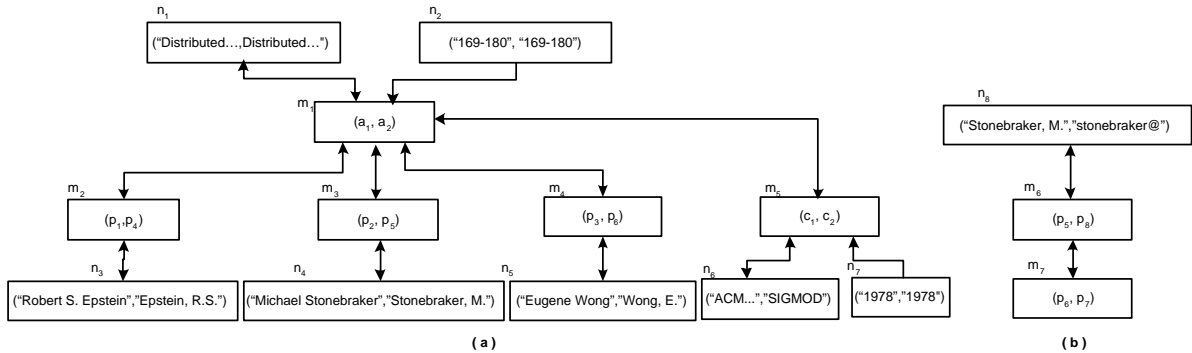 n1
n2
("Distributed…,Distributed…")
("169-180", "169-180")
m1
(a1, a2)
n8
("Stonebraker, M.","stonebraker@")
m2
m3
m4
m5
m6
(p1,p4)
(p2, p5)
(p3, p6)
(c1, c2)
(p5, p8)
n3
n4
n5
n6
n7
m7
("Robert S. Epstein","Epstein, R.S.")
("Michael Stonebraker","Stonebraker, M.")
("Eugene Wong","Wong, E.")
("ACM...","SIGMOD")
("1978","1978")
(p6, p7)
( a )
( b )